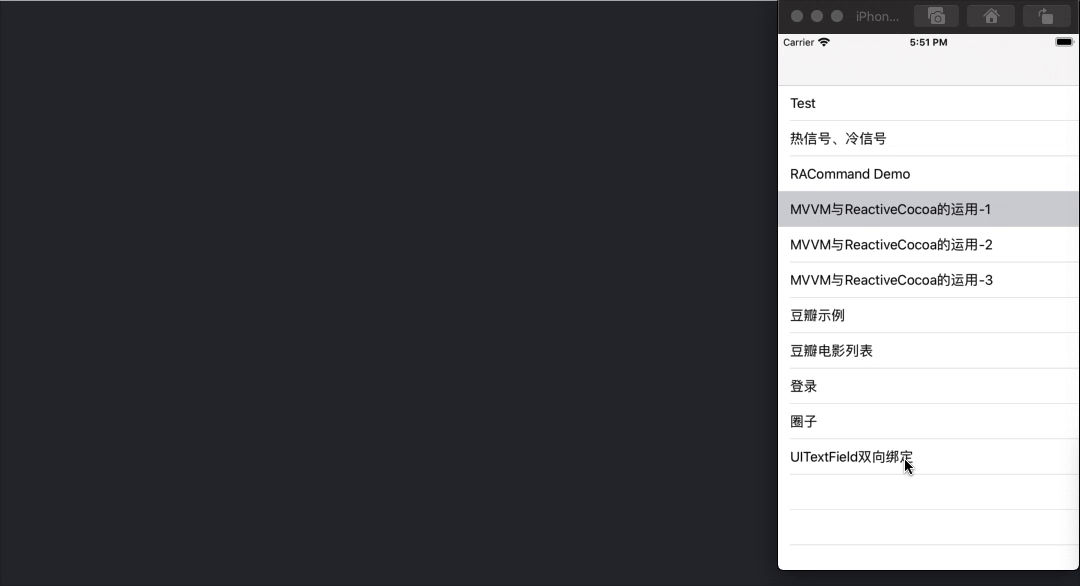 iPhon...
Carrier
5:51 PM
Test
热信号、冷信号
RACommand Demo
MVVM与ReactiveCocoa的运用-1
MVVM与ReactiveCocoa的运用-2
MVVM与ReactiveCocoa的运用-3
豆瓣示例
豆瓣电影列表
登录
圈子
UITextField双向绑定